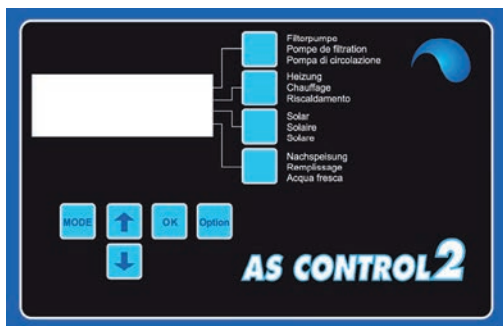 Filterpumpe
Pompe de filtration
Pompa di circolazione
Heizung
Chauffage
Riscaldamento
Solar
Solaire
Solare
Nachspeisung
Remplissage
Acqua fresca
MODE
OK
Option
AS CONTROL2